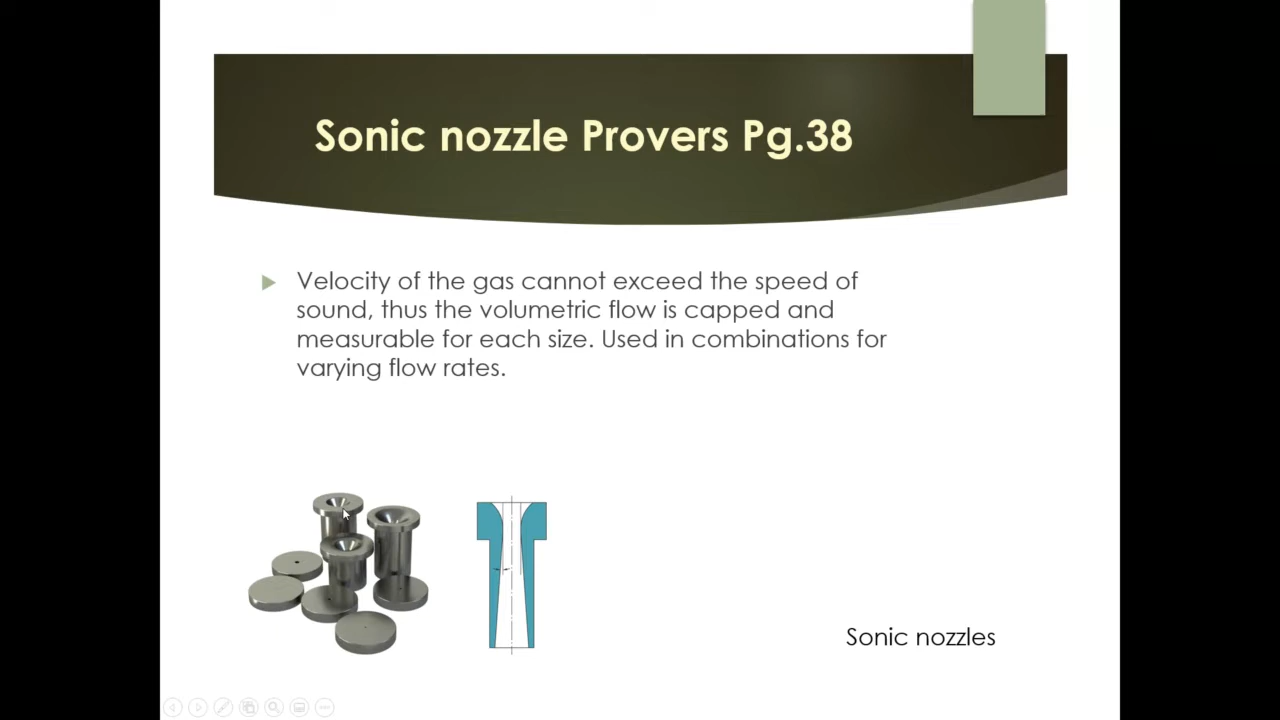 Sonic nozzle Provers Pg.38
Velocity of the gas cannot exceed the speed of
sound, thus the volumetric flow is capped and
measurable for each size. Used in combinations for
varying flow rates.
Sonic nozzles